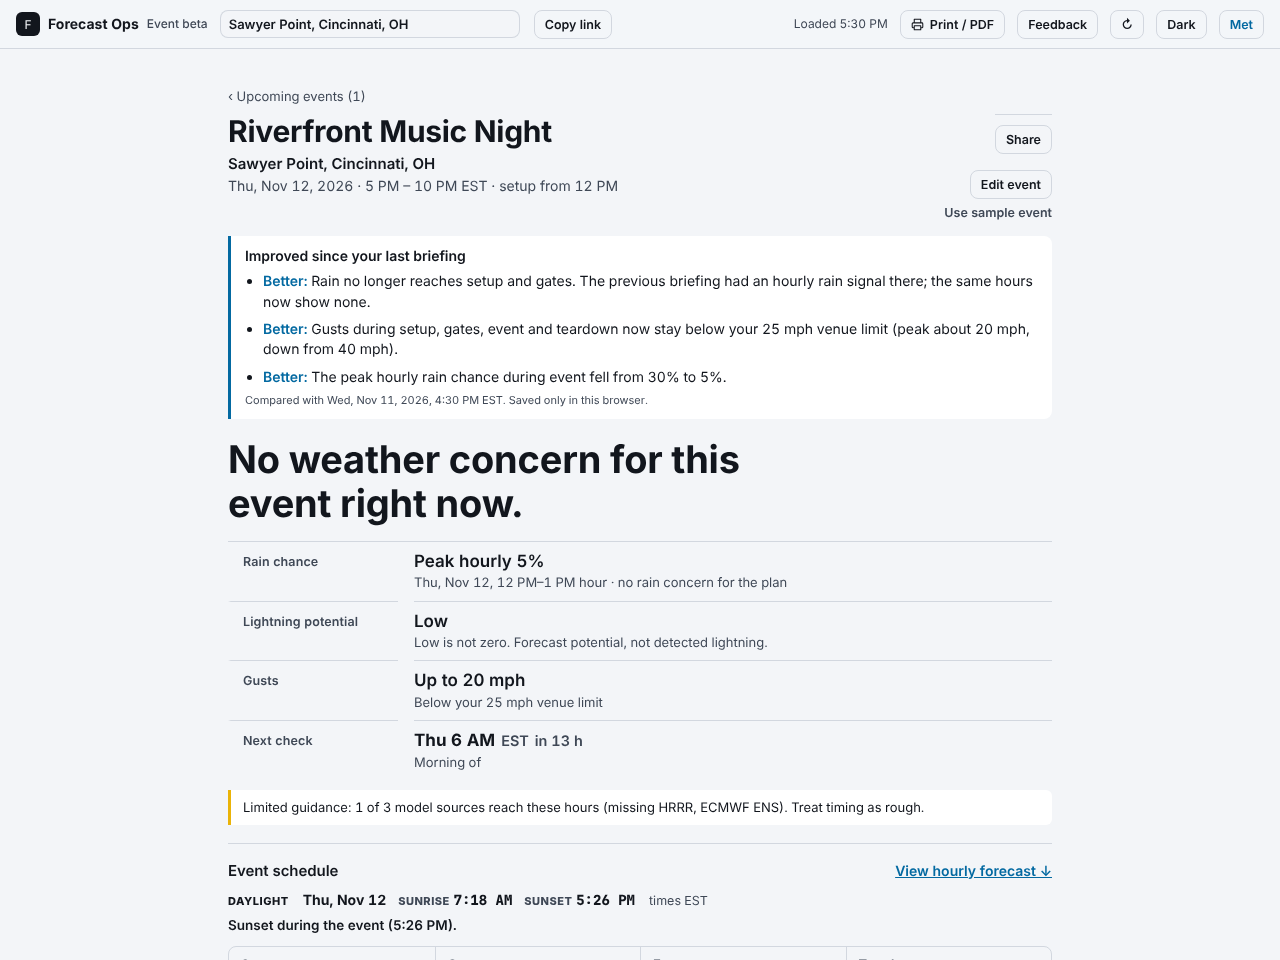 F Forecast Ops Event beta Sawyer Point, Cincinnati, OH Copy link Loaded 5:30 PM Print / PDF Feedback ↻ Dark Met
‹ Upcoming events (1)
Riverfront Music Night
Share
Sawyer Point, Cincinnati, OH
Thu, Nov 12, 2026 · 5 PM – 10 PM EST · setup from 12 PM
Edit event
Use sample event
Improved since your last briefing
• Better: Rain no longer reaches setup and gates. The previous briefing had an hourly rain signal there; the same hours
now show none.
• Better: Gusts during setup, gates, event and teardown now stay below your 25 mph venue limit (peak about 20 mph,
down from 40 mph).
• Better: The peak hourly rain chance during event fell from 30% to 5%.
Compared with Wed, Nov 11, 2026, 4:30 PM EST. Saved only in this browser.
No weather concern for this
event right now.
Rain chance Peak hourly 5%
Thu, Nov 12, 12 PM–1 PM hour · no rain concern for the plan
Lightning potential Low
Low is not zero. Forecast potential, not detected lightning.
Gusts Up to 20 mph
Below your 25 mph venue limit
Next check Thu 6 AM EST in 13 h
Morning of
Limited guidance: 1 of 3 model sources reach these hours (missing HRRR, ECMWF ENS). Treat timing as rough.
Event schedule View hourly forecast ↓
DAYLIGHT Thu, Nov 12 SUNRISE 7:18 AM SUNSET 5:26 PM times EST
Sunset during the event (5:26 PM).